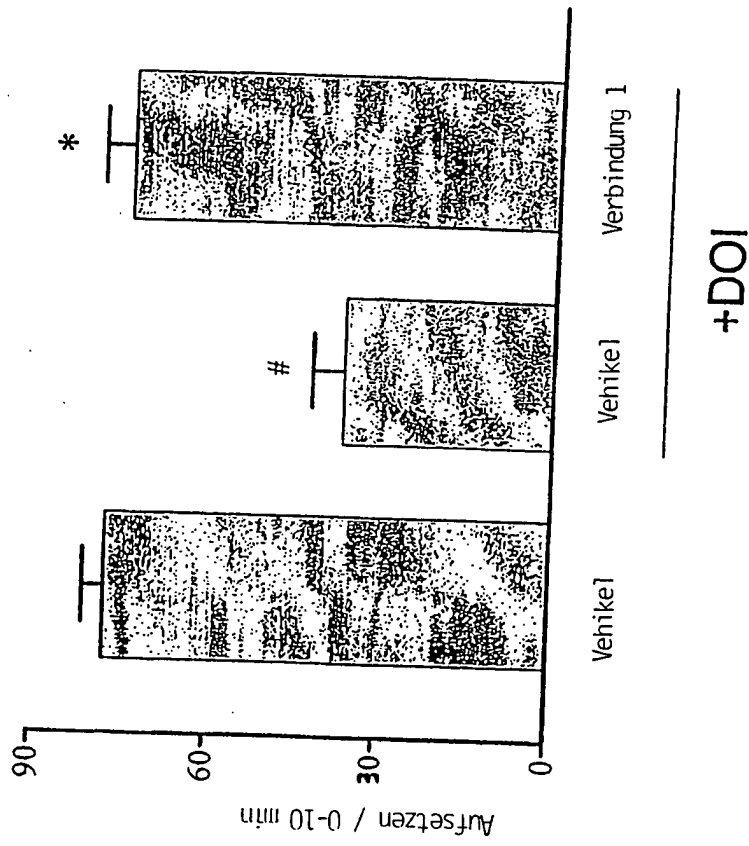 Aufsetzen / 0-10 min
90
60
30
0
#
*
Vehikel
Vehikel
Verbindung 1
+DOI